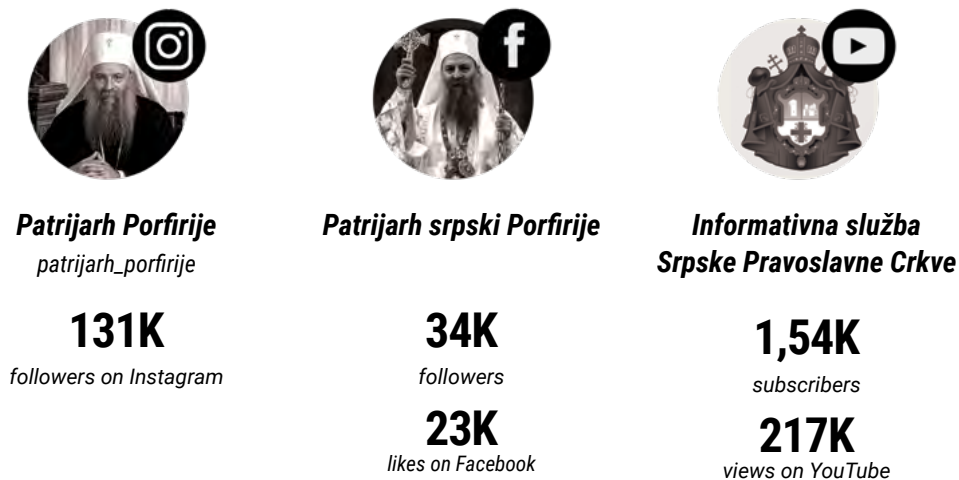 Patrijarh Porfirije
patrijarh_porfirije
131K
followers on Instagram
Patrijarh srpski Porfirije
34K
followers
23K
likes on Facebook
Informativna služba
Srpske Pravoslavne Crkve
1,54K
subscribers
217K
views on YouTube